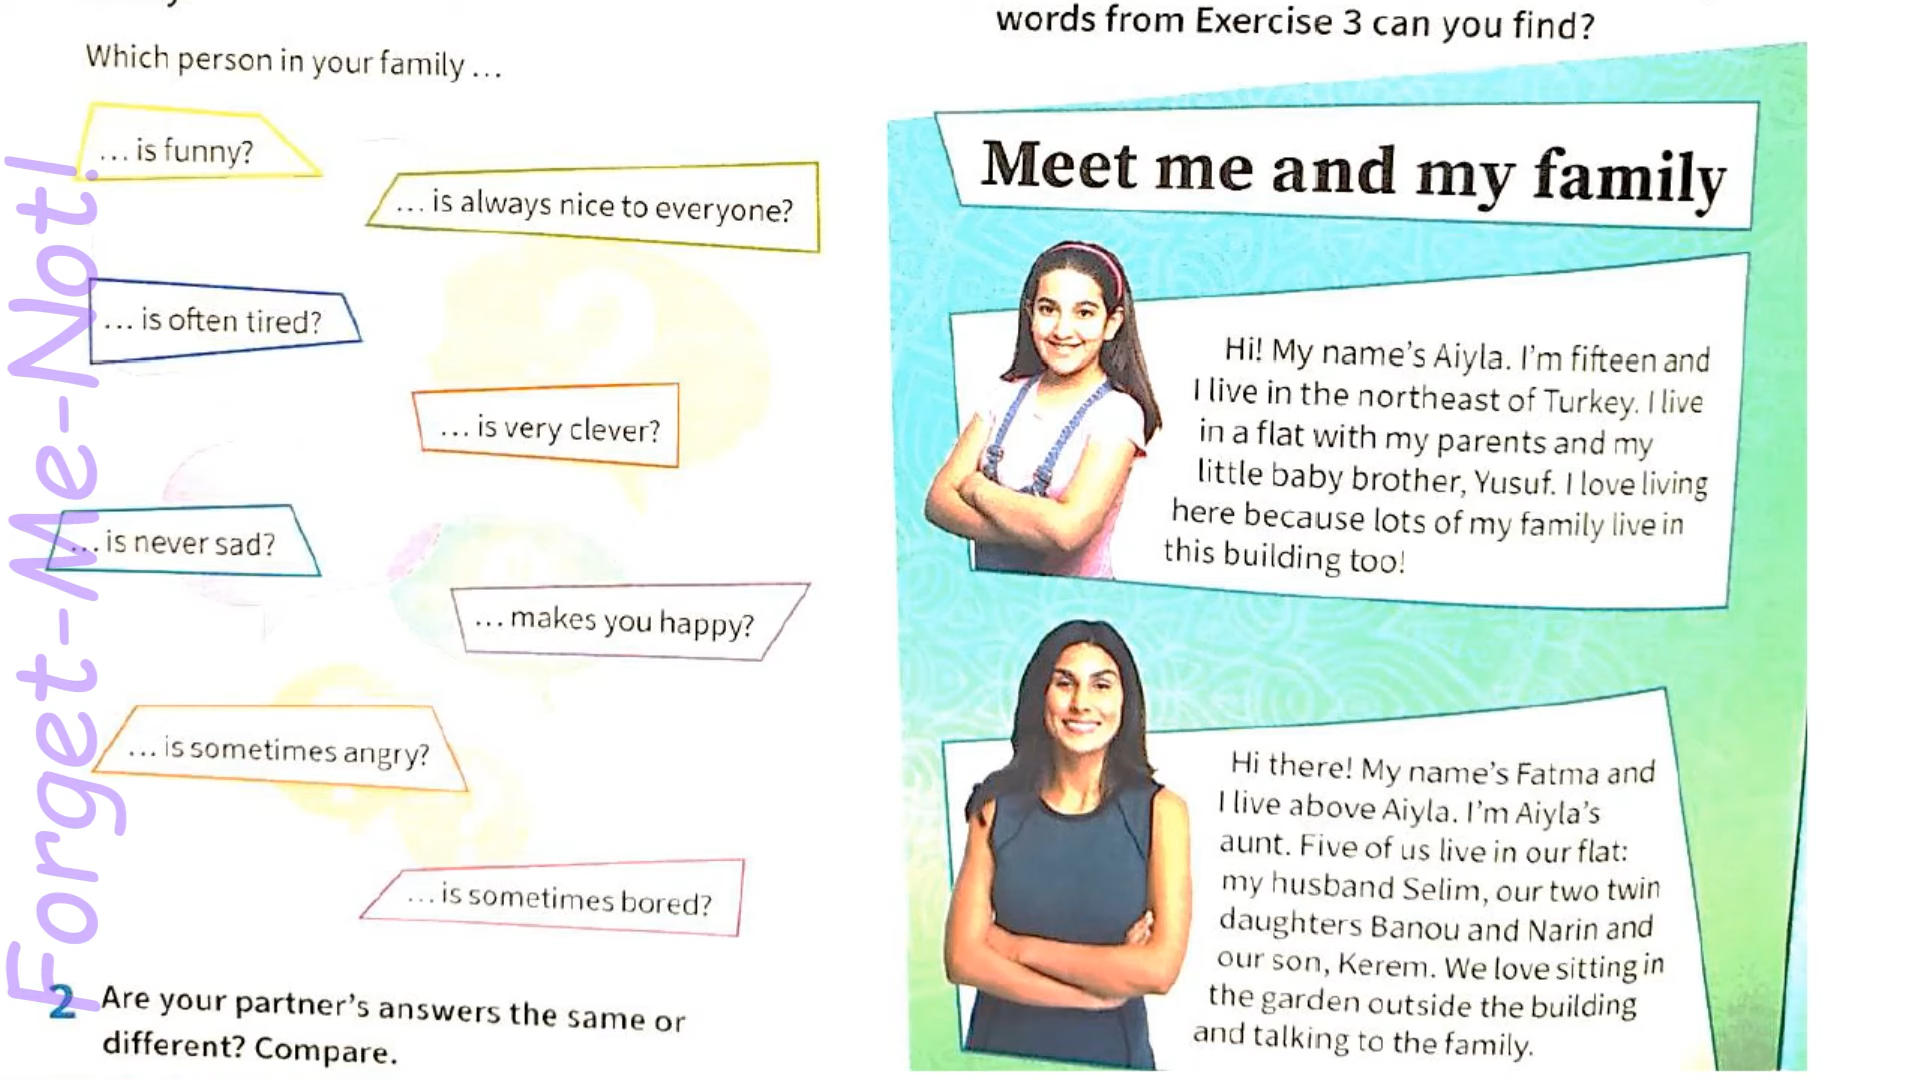 Forget-Me-Not!
Which person in your family ...
... is funny?
... is always nice to everyone?
... is often tired?
... is very clever?
... is never sad?
... makes you happy?
... is sometimes angry?
... is sometimes bored?
2 Are your partner's answers the same or
different? Compare.
words from Exercise 3 can you find?
Meet me and my family
Hi! My name's Aiyla. I'm fifteen and
I live in the northeast of Turkey. I live
in a flat with my parents and my
little baby brother, Yusuf. I love living
here because lots of my family live in
this building too!
Hi there! My name's Fatma and
I live above Aiyla. I'm Aiyla's
aunt. Five of us live in our flat:
my husband Selim, our two twin
daughters Banou and Narin and
our son, Kerem. We love sitting in
the garden outside the building
and talking to the family.